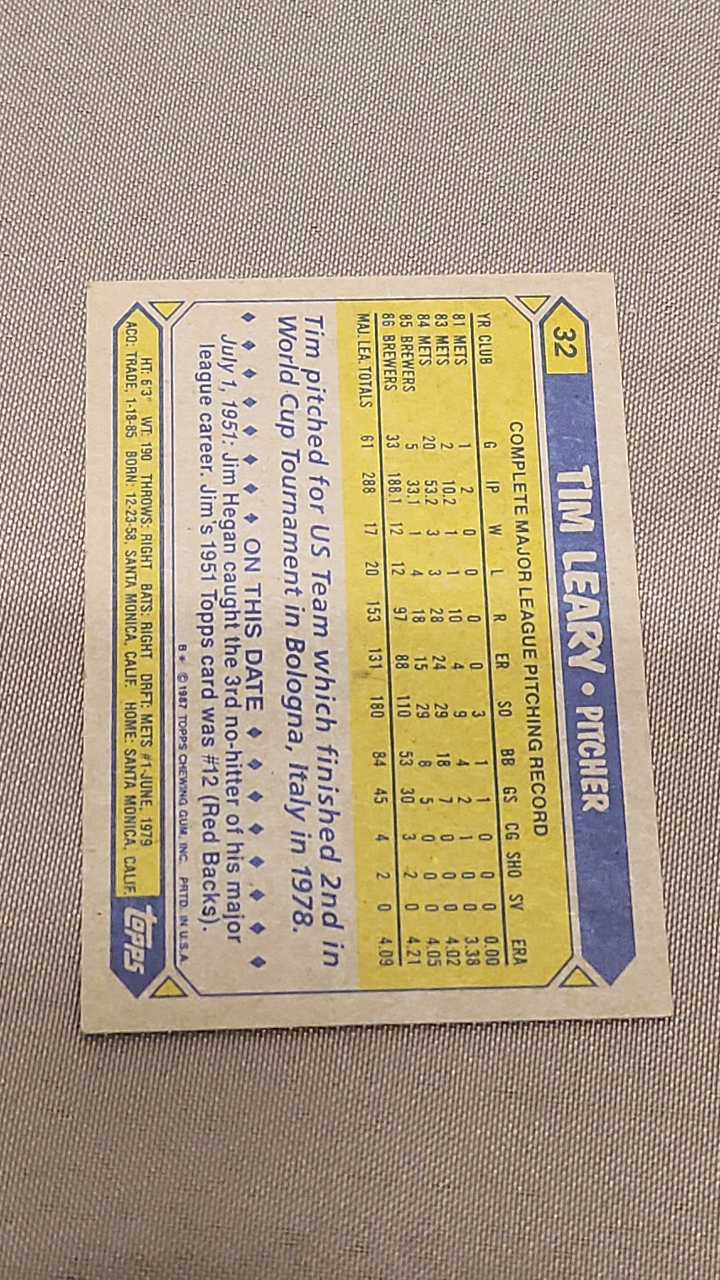 32 TIM LEARY • PITCHER
COMPLETE MAJOR LEAGUE PITCHING RECORD
YR CLUB G IP W L R ER SO BB GS CG SHO SV ERA
81 METS 1 2 0 0 0 0 3 1 1 0 0 0 0.00
83 METS 2 10.2 1 1 10 4 9 4 2 1 0 0 3.38
84 METS 20 53.2 3 3 28 24 29 18 7 0 0 0 4.02
85 BREWERS 5 33.1 1 4 18 15 29 8 5 0 0 0 4.05
86 BREWERS 33 188.1 12 12 97 88 110 53 30 3 2 0 4.21
MAJ. LEA. TOTALS 61 288 17 20 153 131 180 84 45 4 2 0 4.09
Tim pitched for US Team which finished 2nd in
World Cup Tournament in Bologna, Italy in 1978.
♦ ♦ ♦ ♦ ♦ ♦ ♦ ♦ ON THIS DATE ♦ ♦ ♦ ♦ ♦ ♦ ♦ ♦
July 1, 1951: Jim Hegan caught the 3rd no-hitter of his major
league career. Jim's 1951 Topps card was #12 (Red Backs).
B* © 1987 TOPPS CHEWING GUM, INC. PRTD. IN U.S.A.
HT: 6'3" WT: 190 THROWS: RIGHT BATS: RIGHT DRFT: METS #1-JUNE, 1979
ACQ: TRADE, 1-18-85 BORN: 12-23-58, SANTA MONICA, CALIF. HOME: SANTA MONICA, CALIF.
topps